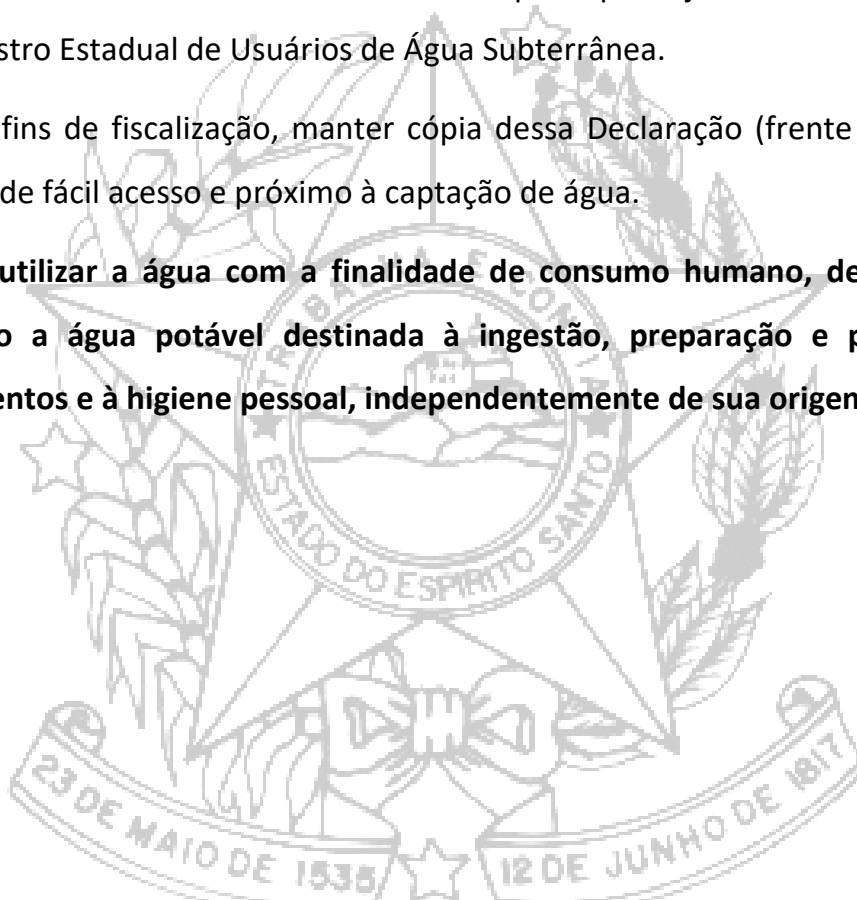 stro Estadual de Usuários de Água Subterrânea.
fins de fiscalização, manter cópia dessa Declaração (frente
de fácil acesso e próximo à captação de água.
utilizar a água com a finalidade de consumo humano, de
o a água potável destinada à ingestão, preparação e p
entos e à higiene pessoal, independentemente de sua origem
TRABALHA E CONFIA
ESTADO DO ESPIRITO SANTO
23 DE MAIO DE 1535
12 DE JUNHO DE 1817